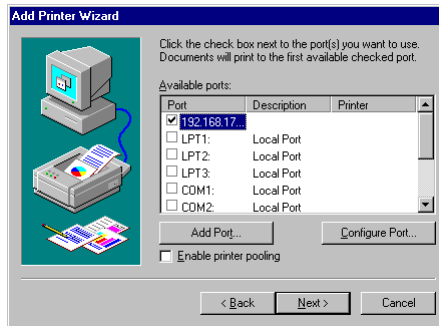 Add Printer Wizard
Click the check box next to the port(s) you want to use.
Documents will print to the first available checked port.
Available ports:
Port Description Printer
192.168.17...
LPT1: Local Port
LPT2: Local Port
LPT3: Local Port
COM1: Local Port
COM2: Local Port
Add Port... Configure Port...
Enable printer pooling
< Back Next > Cancel